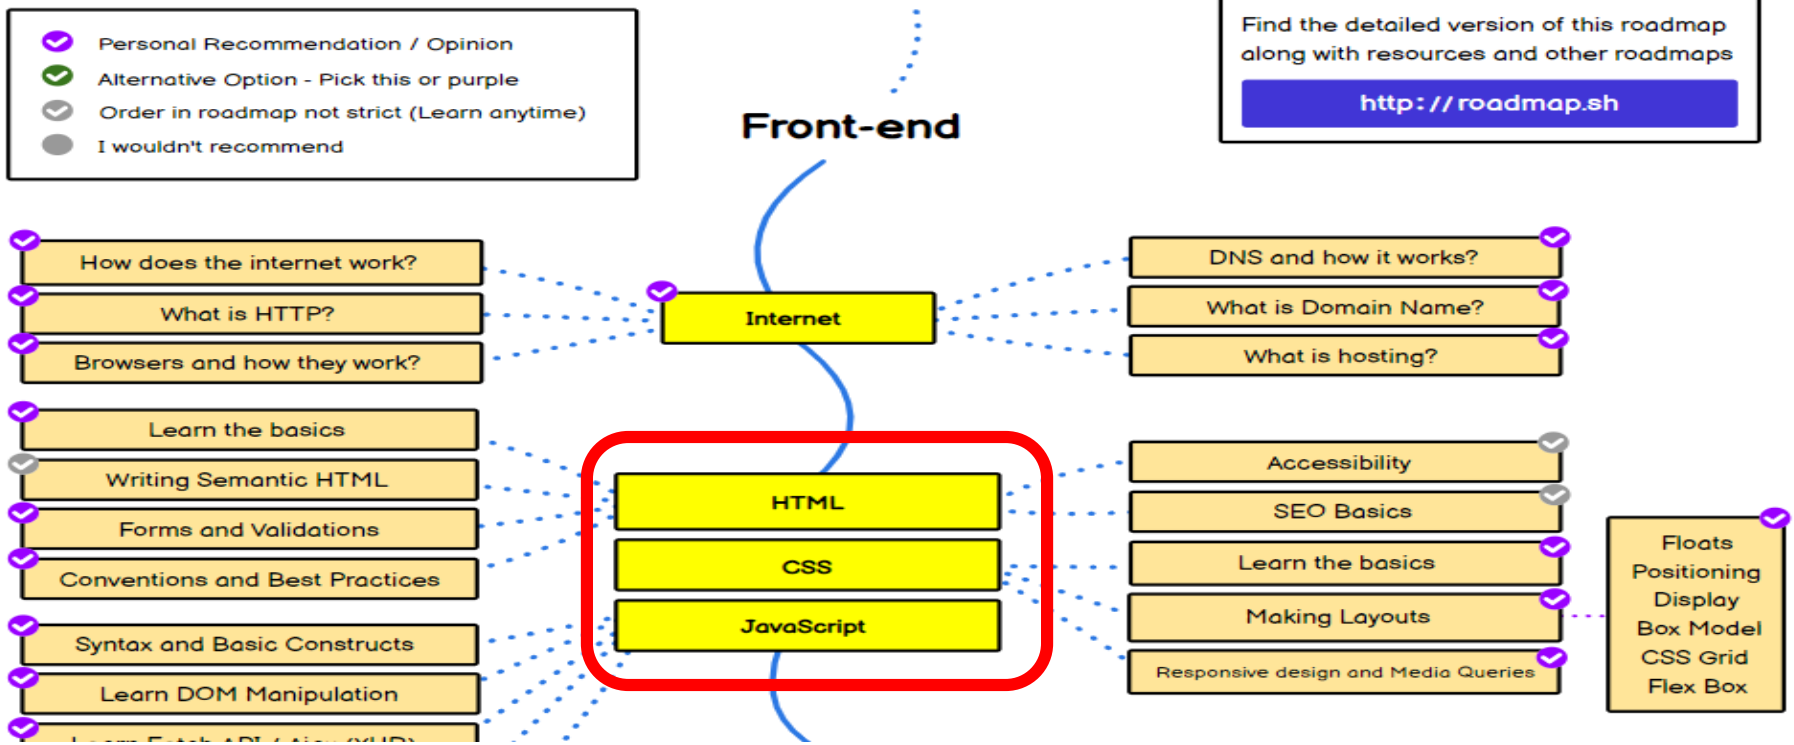 Personal Recommendation / Opinion
Alternative Option - Pick this or purple
Order in roadmap not strict (Learn anytime)
I wouldn't recommend
Find the detailed version of this roadmap
along with resources and other roadmaps
http://roadmap.sh
Front-end
How does the internet work?
What is HTTP?
Browsers and how they work?
Internet
DNS and how it works?
What is Domain Name?
What is hosting?
Learn the basics
Writing Semantic HTML
Forms and Validations
Conventions and Best Practices
HTML
CSS
JavaScript
Accessibility
SEO Basics
Learn the basics
Making Layouts
Responsive design and Media Queries
Floats
Positioning
Display
Box Model
CSS Grid
Flex Box
Syntax and Basic Constructs
Learn DOM Manipulation
Learn Fetch API / Ajax (XHR)